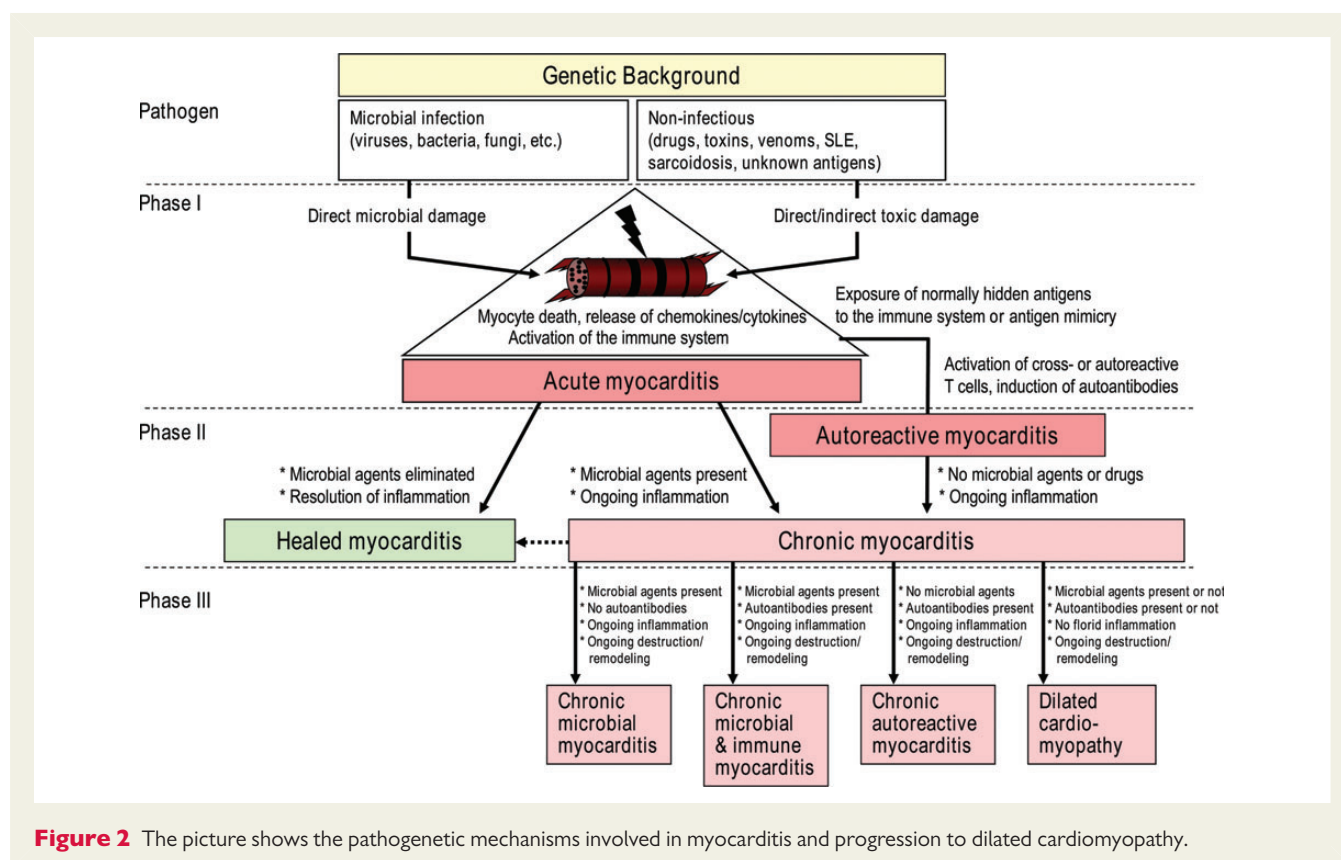 Genetic Background
Pathogen
Microbial infection
(viruses, bacteria, fungi, etc.)
Non-infectious
(drugs, toxins, venoms, SLE,
sarcoidosis, unknown antigens)
Phase I
Direct microbial damage
Direct/indirect toxic damage
Myocyte death, release of chemokines/cytokines
Activation of the immune system
Exposure of normally hidden antigens
to the immune system or antigen mimicry
Activation of cross- or autoreactive
T cells, induction of autoantibodies
Acute myocarditis
Phase II
Autoreactive myocarditis
* Microbial agents eliminated
* Resolution of inflammation
* Microbial agents present
* Ongoing inflammation
* No microbial agents or drugs
* Ongoing inflammation
Healed myocarditis
Chronic myocarditis
Phase III
* Microbial agents present
* No autoantibodies
* Ongoing inflammation
* Ongoing destruction/
remodeling
* Microbial agents present
* Autoantibodies present
* Ongoing inflammation
* Ongoing destruction/
remodeling
* No microbial agents
* Autoantibodies present
* Ongoing inflammation
* Ongoing destruction/
remodeling
* Microbial agents present or not
* Autoantibodies present or not
* No florid inflammation
* Ongoing destruction/
remodeling
Chronic
microbial
myocarditis
Chronic
microbial
& immune
myocarditis
Chronic
autoreactive
myocarditis
Dilated
cardio-
myopathy
Figure 2 The picture shows the pathogenetic mechanisms involved in myocarditis and progression to dilated cardiomyopathy.